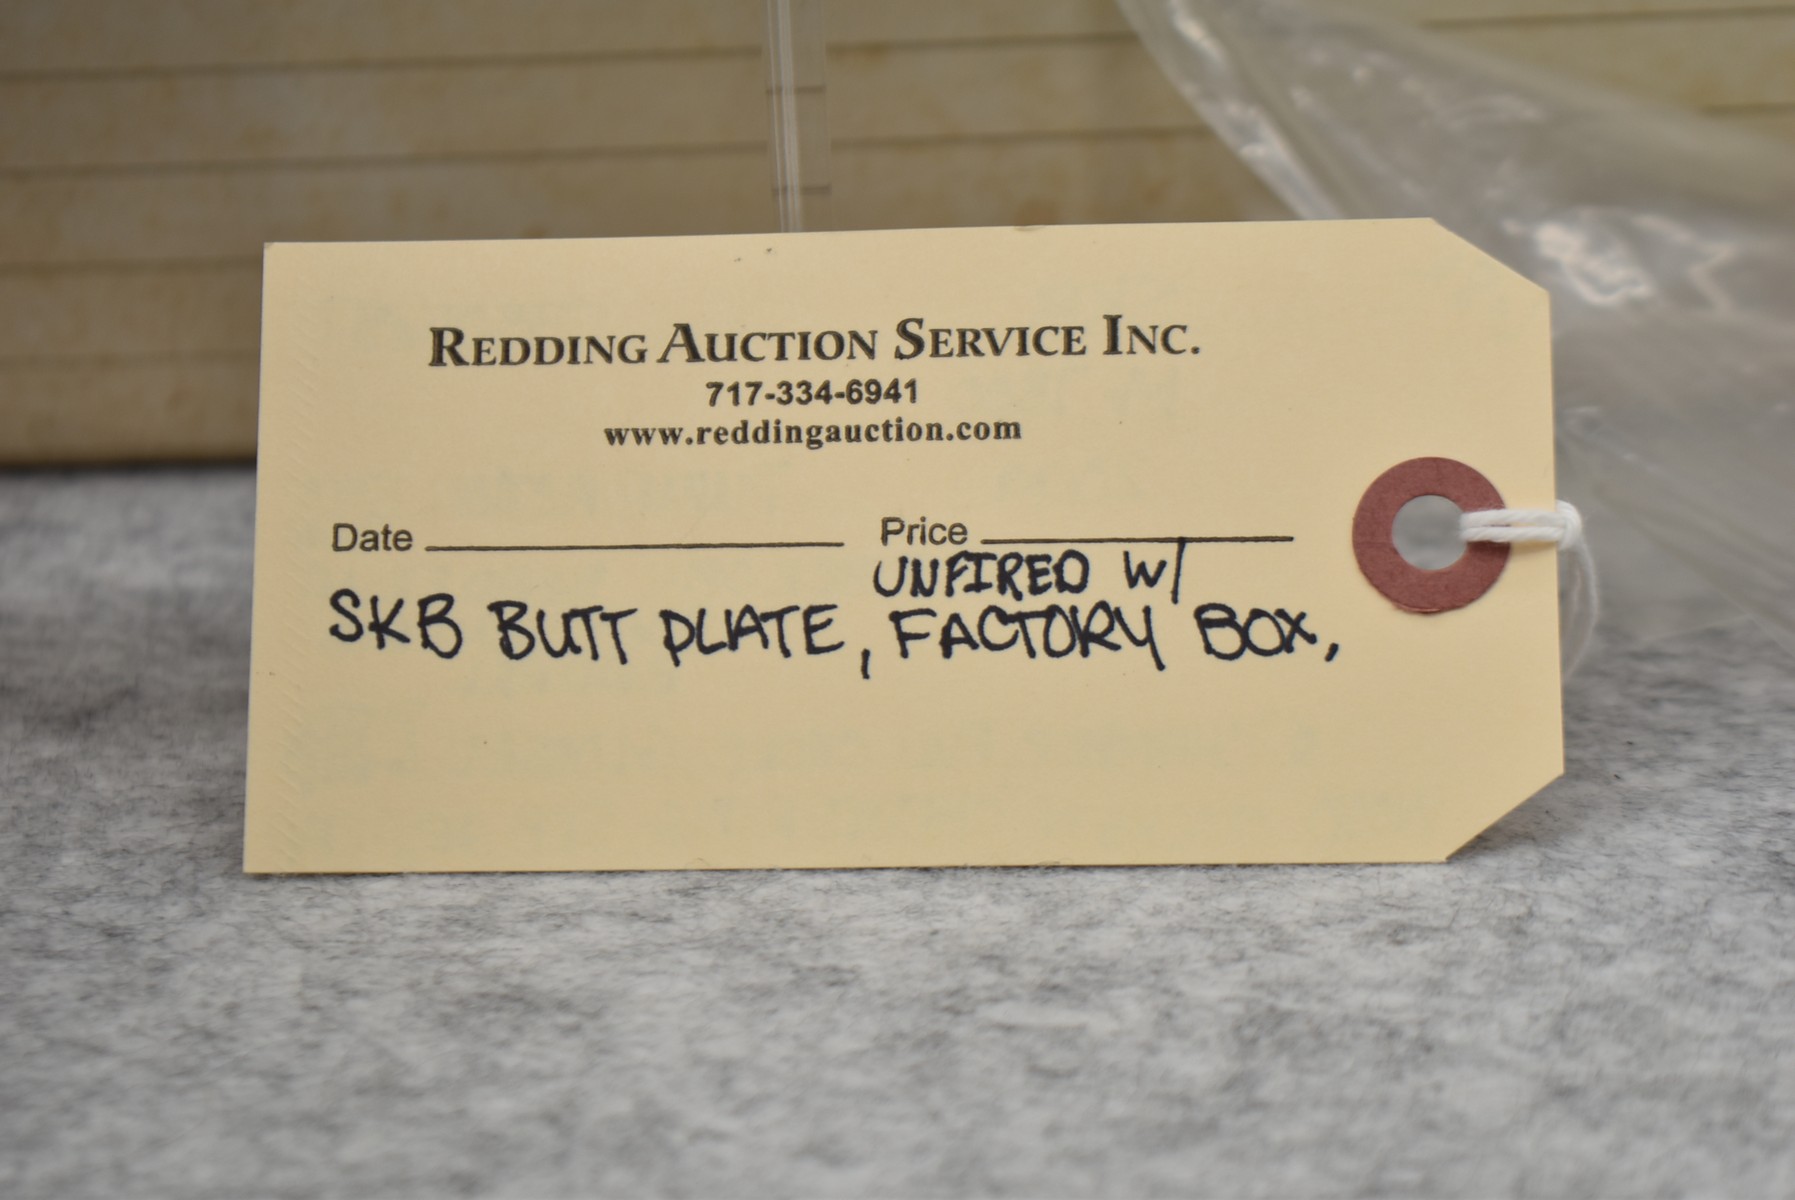 REDDING AUCTION SERVICE INC.
717-334-6941
www.reddingauction.com
Date Price
UNFIRED W/
SKB BUTT PLATE, FACTORY BOX,